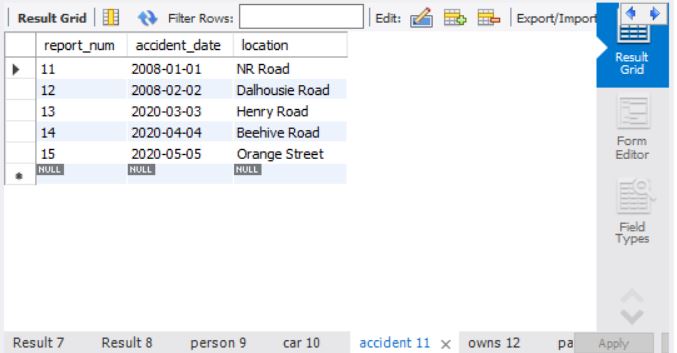 Result Grid Filter Rows: Edit: Export/Import
report_num accident_date location
11 2008-01-01 NR Road
12 2008-02-02 Dalhousie Road
13 2020-03-03 Henry Road
14 2020-04-04 Beehive Road
15 2020-05-05 Orange Street
NULL NULL NULL
Result
Grid
Form
Editor
Field
Types
Result 7 Result 8 person 9 car 10 accident 11 owns 12 pa Apply